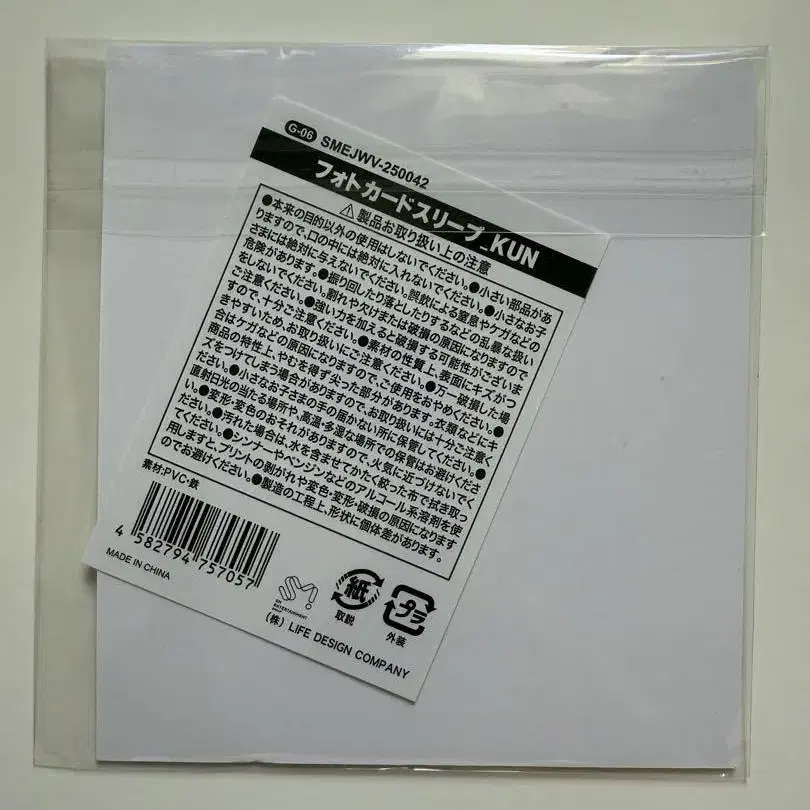 G-06 SMEJWV-250042
フォトカードスリーブ_KUN
⚠製品お取り扱い上の注意
●本来の目的以外の使用はしないでください。●小さい部品があ
りますので、口の中には絶対に入れないでください。●小さなお子
さまには絶対に与えないでください。誤飲による窒息やケガなどの
危険があります。●振り回したり落としたりするなどの乱暴な扱い
をしないでください。割れや欠けまたは破損の原因になりますので
ご注意ください。●強い力を加えると破損する可能性がございま
すので、十分ご注意ください。●素材の性質上、表面にキズがつ
きやすいため、お取り扱いにご注意ください。●万一破損した場
合はケガなどの原因になりますので、ご使用をおやめください。●
商品の特性上、やむを得ず尖った部分があります。衣類などにキ
ズをつけてしまう場合がありますので、お取り扱いには十分ご注意く
ださい。●小さなお子さまの手の届かない所に保管してください。●
直射日光の当たる場所や、高温・多湿な場所での保管はお避けくださ
い。●変形・変色のおそれがありますので、火気に近づけないでく
ださい。●汚れた場合は、水を含ませてかたく絞った布で拭き取っ
てください。●シンナーやベンジンなどのアルコール系溶剤を使
用しますと、プリントの剥がれや変色・変形・破損の原因になります
のでお避けください。●製造の工程上、形状に個体差があります。
素材:PVC・鉄
4 582794 757057
MADE IN CHINA
SM
SM ENTERTAINMENT
紙
取説
プラ
外装
(株) LIFE DESIGN COMPANY